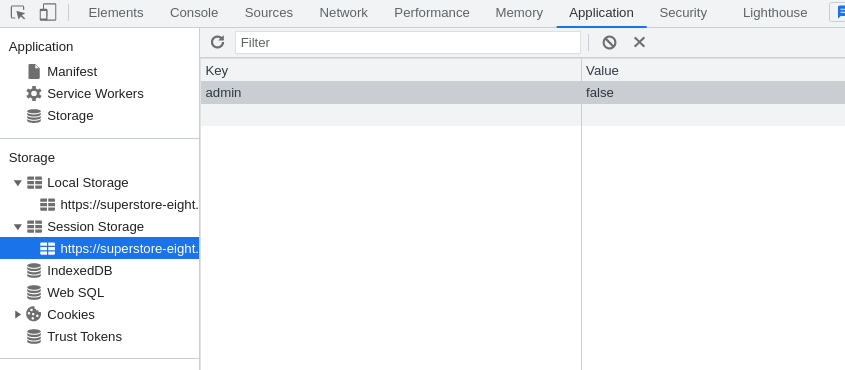 Elements Console Sources Network Performance Memory Application Security Lighthouse
Application
Manifest
Service Workers
Storage
Storage
Local Storage
https://superstore-eight.
Session Storage
https://superstore-eight.
IndexedDB
Web SQL
Cookies
Trust Tokens
Filter
Key Value
admin false